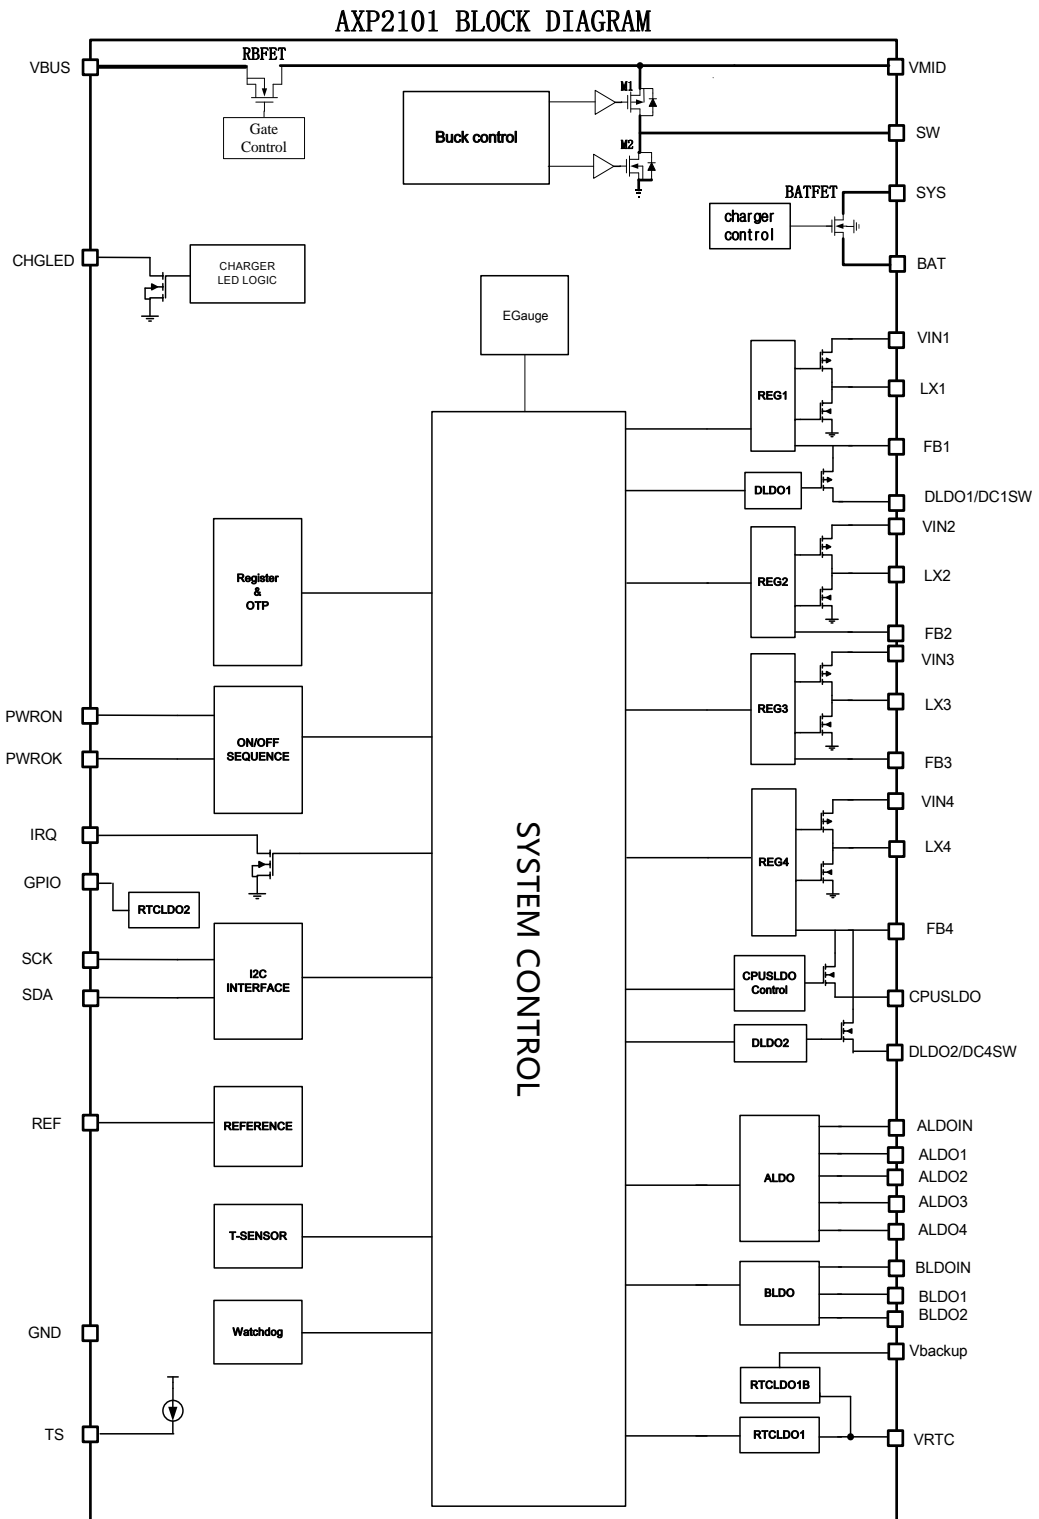 AXP2101 BLOCK DIAGRAM
VBUS
RBFET
VMID
Gate
Control
Buck control
M1
M2
SW
SYS
BATFET
charger
control
BAT
CHGLED
CHARGER
LED LOGIC
EGauge
VIN1
REG1
LX1
FB1
DLDO1
DLDO1/DC1SW
VIN2
REG2
LX2
FB2
Register
&
OTP
VIN3
REG3
LX3
FB3
PWRON
PWROK
ON/OFF
SEQUENCE
VIN4
REG4
LX4
FB4
IRQ
GPIO
RTCLDO2
SYSTEM CONTROL
SCK
SDA
I2C
INTERFACE
CPUSLDO
Control
CPUSLDO
DLDO2
DLDO2/DC4SW
REF
REFERENCE
ALDO
ALDOIN
ALDO1
ALDO2
ALDO3
ALDO4
T-SENSOR
BLDO
BLDOIN
BLDO1
BLDO2
GND
Watchdog
Vbackup
RTCLDO1B
TS
RTCLDO1
VRTC